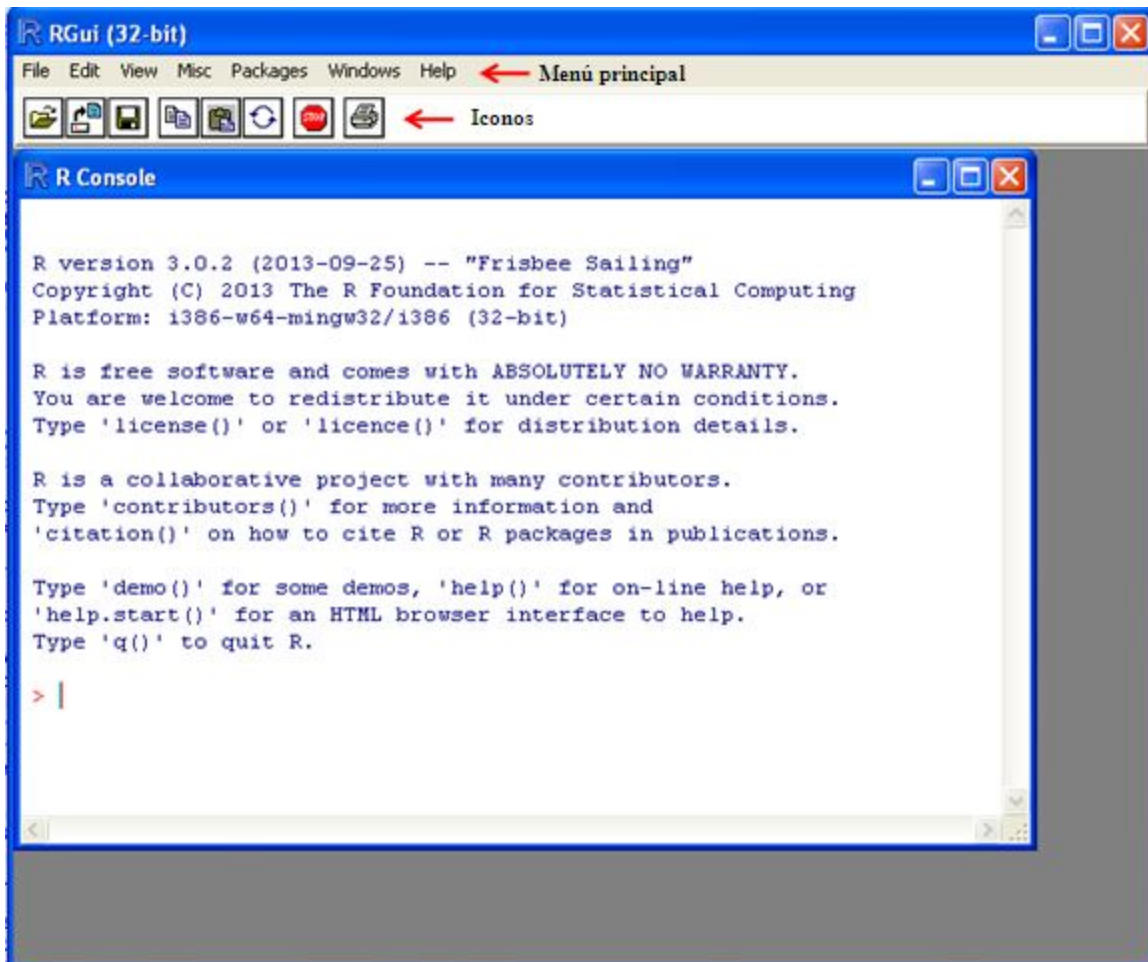 RGui (32-bit)
File Edit View Misc Packages Windows Help Menú principal
STOP Iconos
R Console
R version 3.0.2 (2013-09-25) -- "Frisbee Sailing"
Copyright (C) 2013 The R Foundation for Statistical Computing
Platform: i386-w64-mingw32/i386 (32-bit)
R is free software and comes with ABSOLUTELY NO WARRANTY.
You are welcome to redistribute it under certain conditions.
Type 'license()' or 'licence()' for distribution details.
R is a collaborative project with many contributors.
Type 'contributors()' for more information and
'citation()' on how to cite R or R packages in publications.
Type 'demo()' for some demos, 'help()' for on-line help, or
'help.start()' for an HTML browser interface to help.
Type 'q()' to quit R.
>